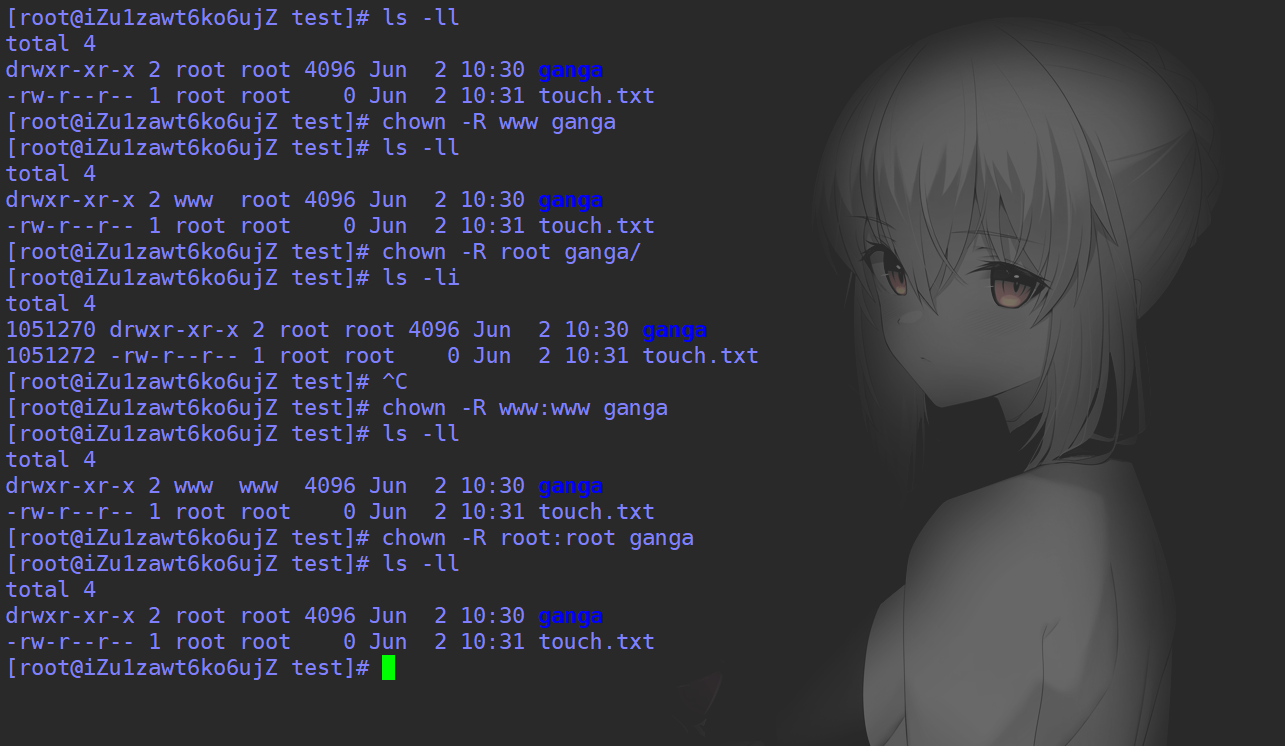 [root@iZu1zawt6ko6ujZ test]# ls -ll
total 4
drwxr-xr-x 2 root root 4096 Jun  2 10:30 ganga
-rw-r--r-- 1 root root    0 Jun  2 10:31 touch.txt
[root@iZu1zawt6ko6ujZ test]# chown -R www ganga
[root@iZu1zawt6ko6ujZ test]# ls -ll
total 4
drwxr-xr-x 2 www  root 4096 Jun  2 10:30 ganga
-rw-r--r-- 1 root root    0 Jun  2 10:31 touch.txt
[root@iZu1zawt6ko6ujZ test]# chown -R root ganga/
[root@iZu1zawt6ko6ujZ test]# ls -li
total 4
1051270 drwxr-xr-x 2 root root 4096 Jun  2 10:30 ganga
1051272 -rw-r--r-- 1 root root    0 Jun  2 10:31 touch.txt
[root@iZu1zawt6ko6ujZ test]# ^C
[root@iZu1zawt6ko6ujZ test]# chown -R www:www ganga
[root@iZu1zawt6ko6ujZ test]# ls -ll
total 4
drwxr-xr-x 2 www  www  4096 Jun  2 10:30 ganga
-rw-r--r-- 1 root root    0 Jun  2 10:31 touch.txt
[root@iZu1zawt6ko6ujZ test]# chown -R root:root ganga
[root@iZu1zawt6ko6ujZ test]# ls -ll
total 4
drwxr-xr-x 2 root root 4096 Jun  2 10:30 ganga
-rw-r--r-- 1 root root    0 Jun  2 10:31 touch.txt
[root@iZu1zawt6ko6ujZ test]#